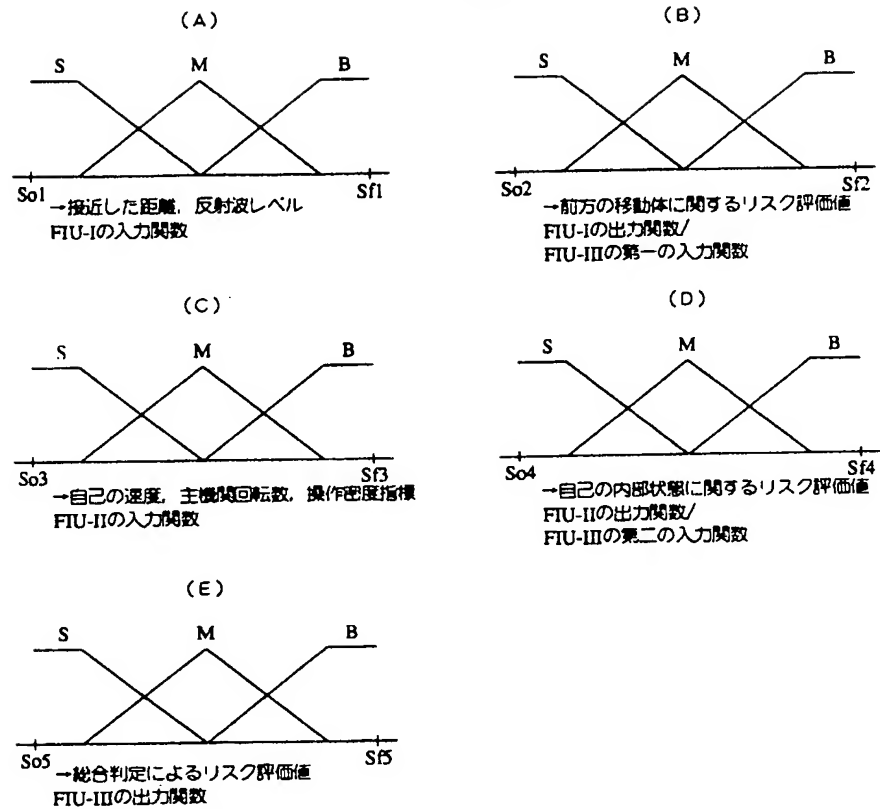 (A)
S M B
So1 Sf1
→接近した距離，反射波レベル
FIU-Iの入力関数
(B)
S M B
So2 Sf2
→前方の移動体に関するリスク評価値
FIU-Iの出力関数/
FIU-IIIの第一の入力関数
(C)
S M B
So3 Sf3
→自己の速度，主機関回転数，操作密度指標
FIU-IIの入力関数
(D)
S M B
So4 Sf4
→自己の内部状態に関するリスク評価値
FIU-IIの出力関数/
FIU-IIIの第二の入力関数
(E)
S M B
So5 Sf5
→総合判定によるリスク評価値
FIU-IIIの出力関数